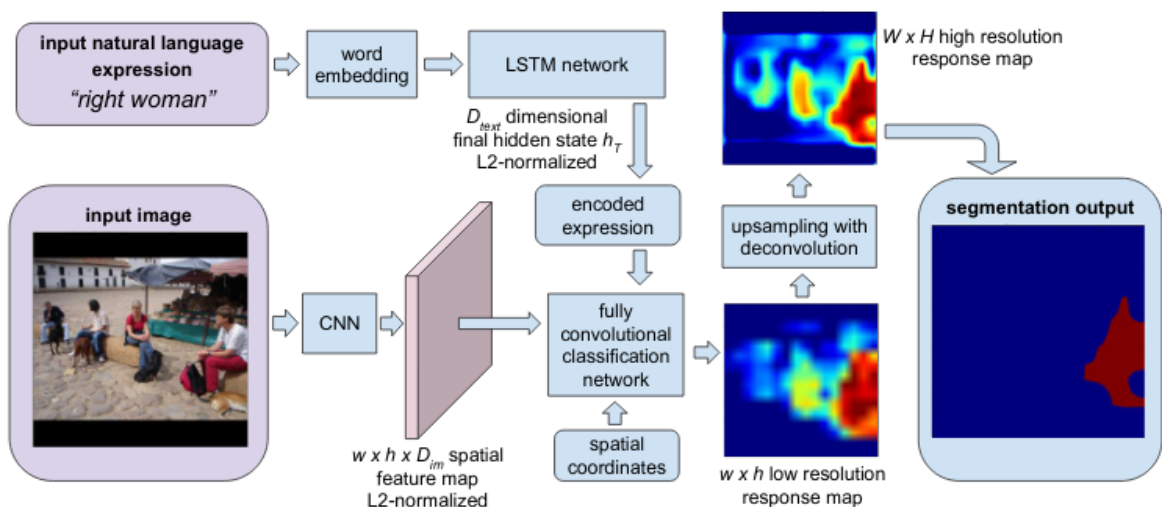 input natural language
expression
“right woman”
word
embedding
LSTM network
D_text dimensional
final hidden state h_T
L2-normalized
encoded
expression
input image
CNN
w x h x D_im spatial
feature map
L2-normalized
fully
convolutional
classification
network
spatial
coordinates
w x h low resolution
response map
upsampling with
deconvolution
W x H high resolution
response map
segmentation output